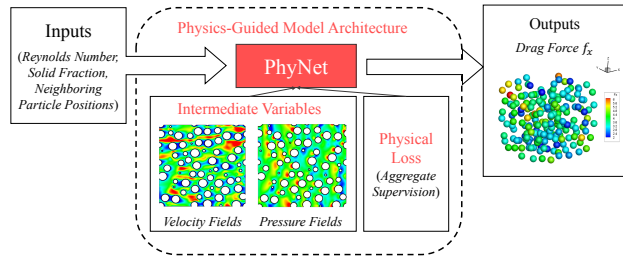 Inputs
(Reynolds Number,
Solid Fraction,
Neighboring
Particle Positions)
Physics-Guided Model Architecture
PhyNet
Intermediate Variables
Velocity Fields
Pressure Fields
Physical
Loss
(Aggregate
Supervision)
Outputs
Drag Force fₓ